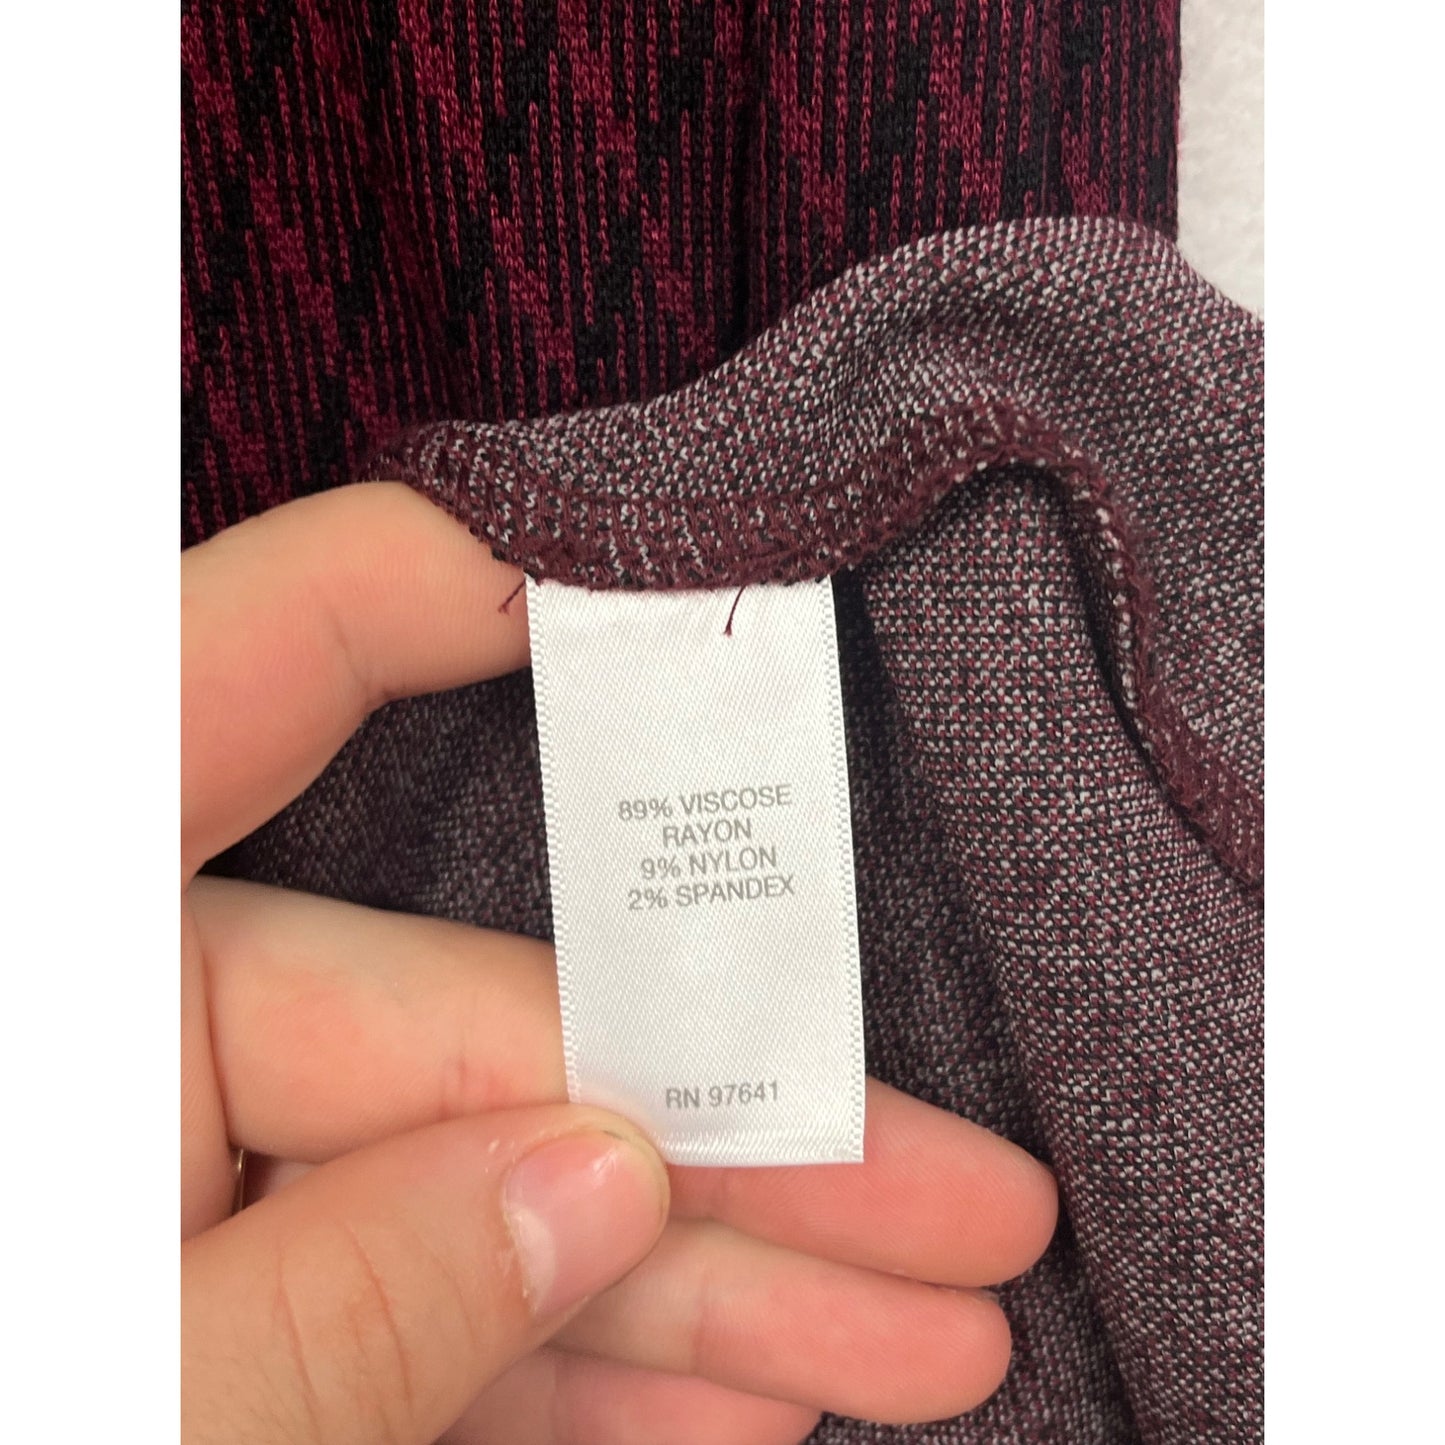 89% VISCOSE
RAYON
9% NYLON
2% SPANDEX
RN 97641